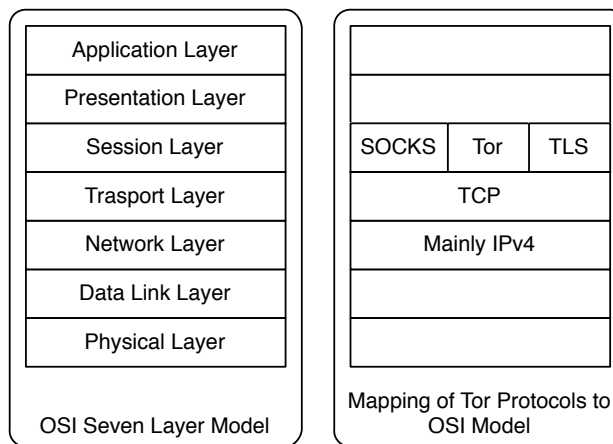 Application Layer
Presentation Layer
Session Layer
Trasport Layer
Network Layer
Data Link Layer
Physical Layer
OSI Seven Layer Model
SOCKS Tor TLS
TCP
Mainly IPv4
Mapping of Tor Protocols to
OSI Model